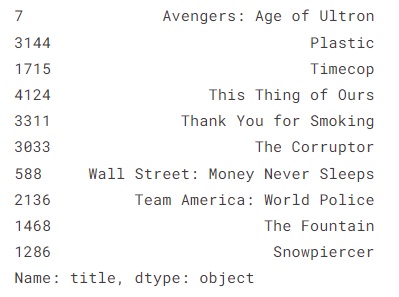 7 Avengers: Age of Ultron
3144 Plastic
1715 Timecop
4124 This Thing of Ours
3311 Thank You for Smoking
3033 The Corruptor
588 Wall Street: Money Never Sleeps
2136 Team America: World Police
1468 The Fountain
1286 Snowpiercer
Name: title, dtype: object